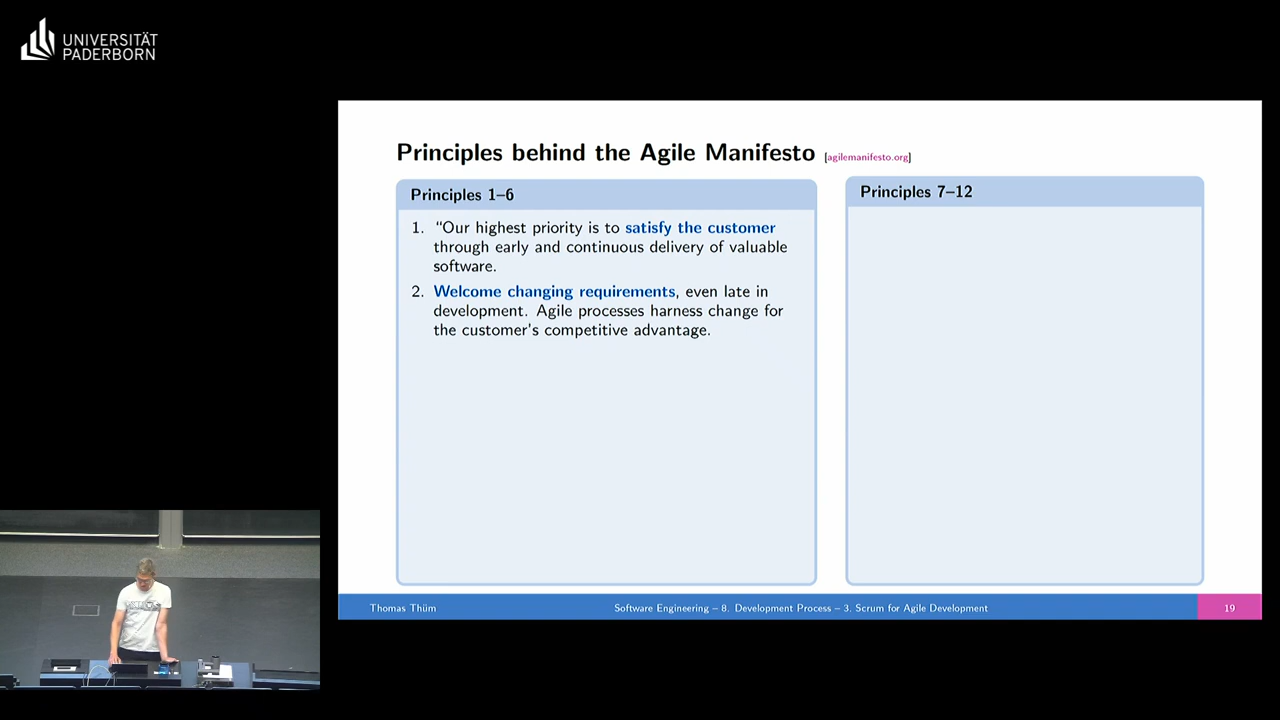 UNIVERSITÄT
PADERBORN
Principles behind the Agile Manifesto [agilemanifesto.org]
Principles 1–6
1. “Our highest priority is to satisfy the customer
through early and continuous delivery of valuable
software.
2. Welcome changing requirements, even late in
development. Agile processes harness change for
the customer's competitive advantage.
Principles 7–12
Thomas Thüm
Software Engineering – 8. Development Process – 3. Scrum for Agile Development
19